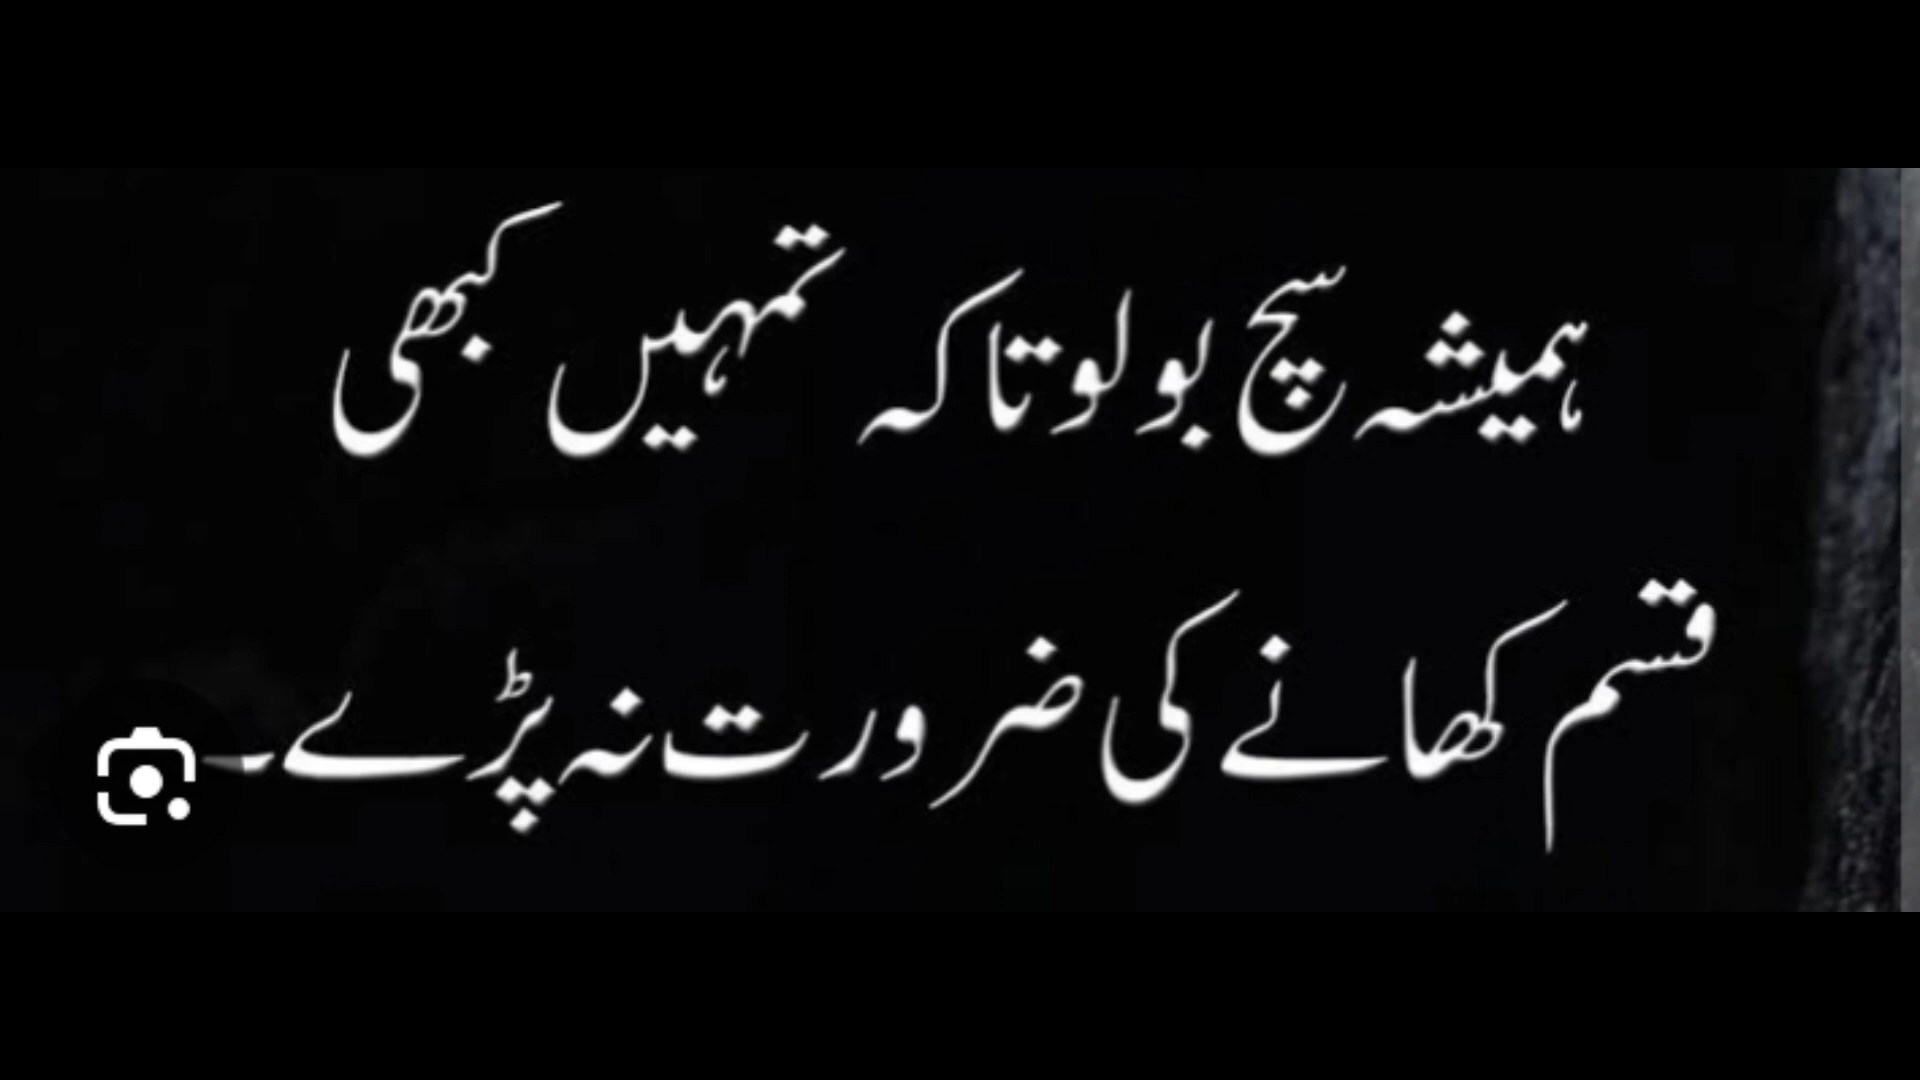 ہمیشہ سچ بولو تاکہ تمہیں کبھی
قسم کھانے کی ضرورت نہ پڑے۔